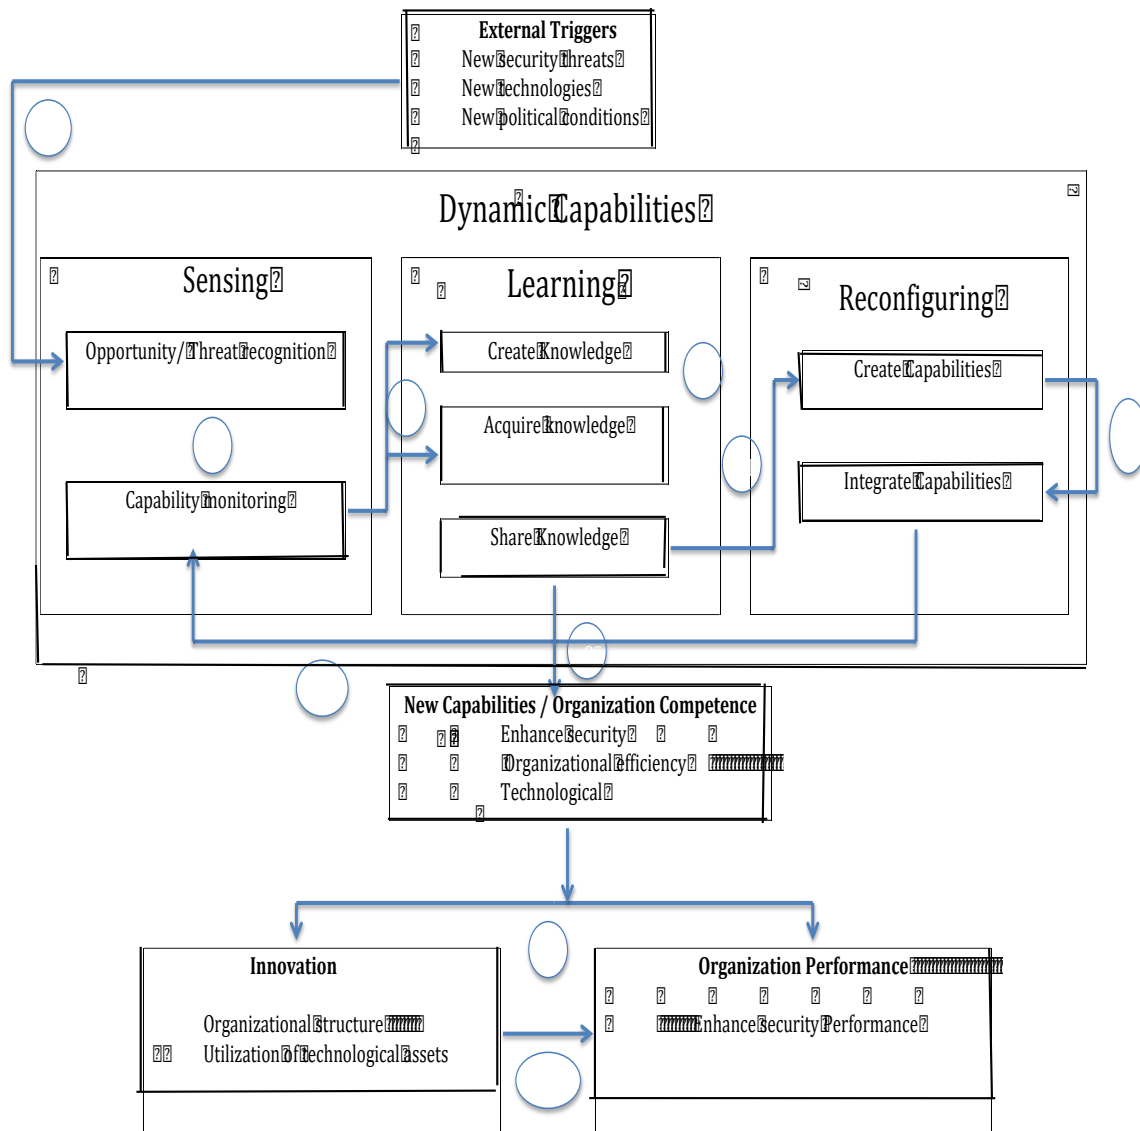 External Triggers
New security threats
New technologies
New political conditions
Dynamic Capabilities
Sensing
Learning
Reconfiguring
Opportunity/ Threat recognition
Create Knowledge
Create Capabilities
Acquire knowledge
Capability monitoring
Integrate Capabilities
Share Knowledge
New Capabilities / Organization Competence
Enhance security
Organizational efficiency
Technological
Innovation
Organization Performance
Organizational structure
Enhance security Performance
Utilization of technological assets